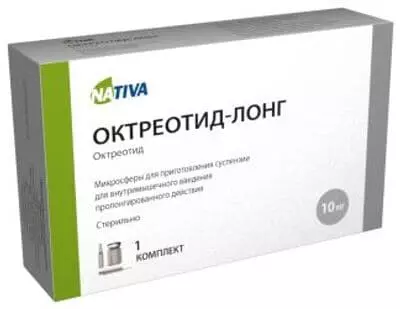 NATIVA
ОКТРЕОТИД-ЛОНГ
Октреотид
Микросферы для приготовления суспензии
для внутримышечного введения
пролонгированного действия
Стерильно
10 мг
1
КОМПЛЕКТ